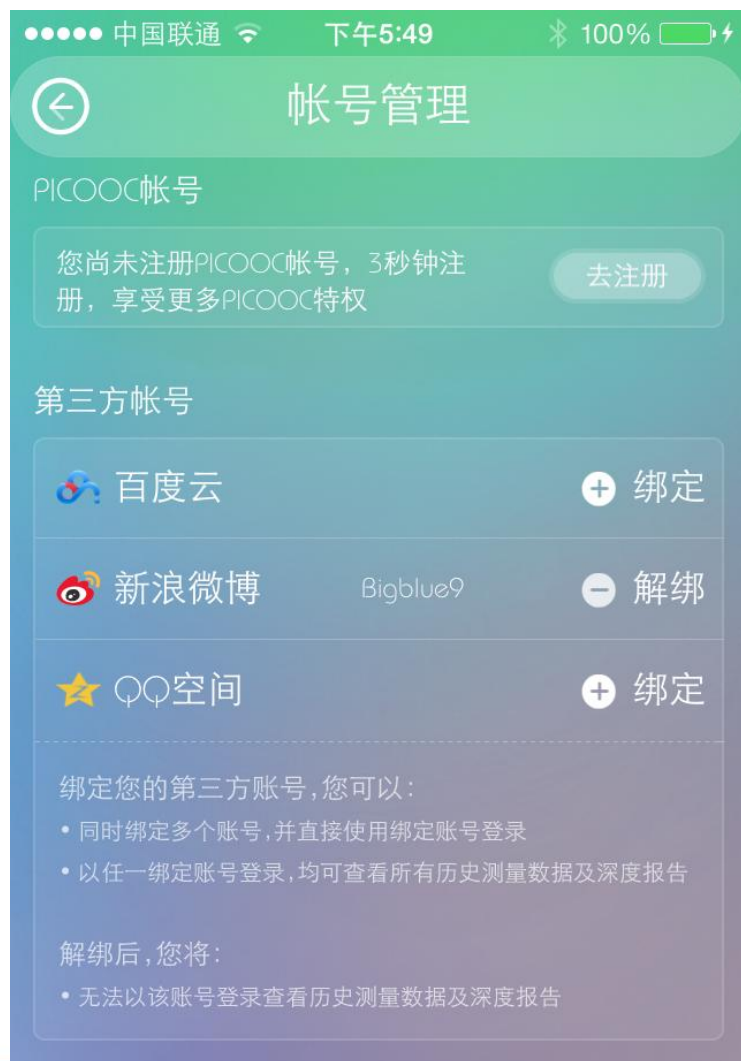 中国联通 下午5:49 100%
帐号管理
PICOOC帐号
您尚未注册PICOOC帐号，3秒钟注
册，享受更多PICOOC特权
去注册
第三方帐号
百度云 绑定
新浪微博 Bigblue9 解绑
QQ空间 绑定
绑定您的第三方账号,您可以:
• 同时绑定多个账号,并直接使用绑定账号登录
• 以任一绑定账号登录,均可查看所有历史测量数据及深度报告
解绑后,您将:
• 无法以该账号登录查看历史测量数据及深度报告